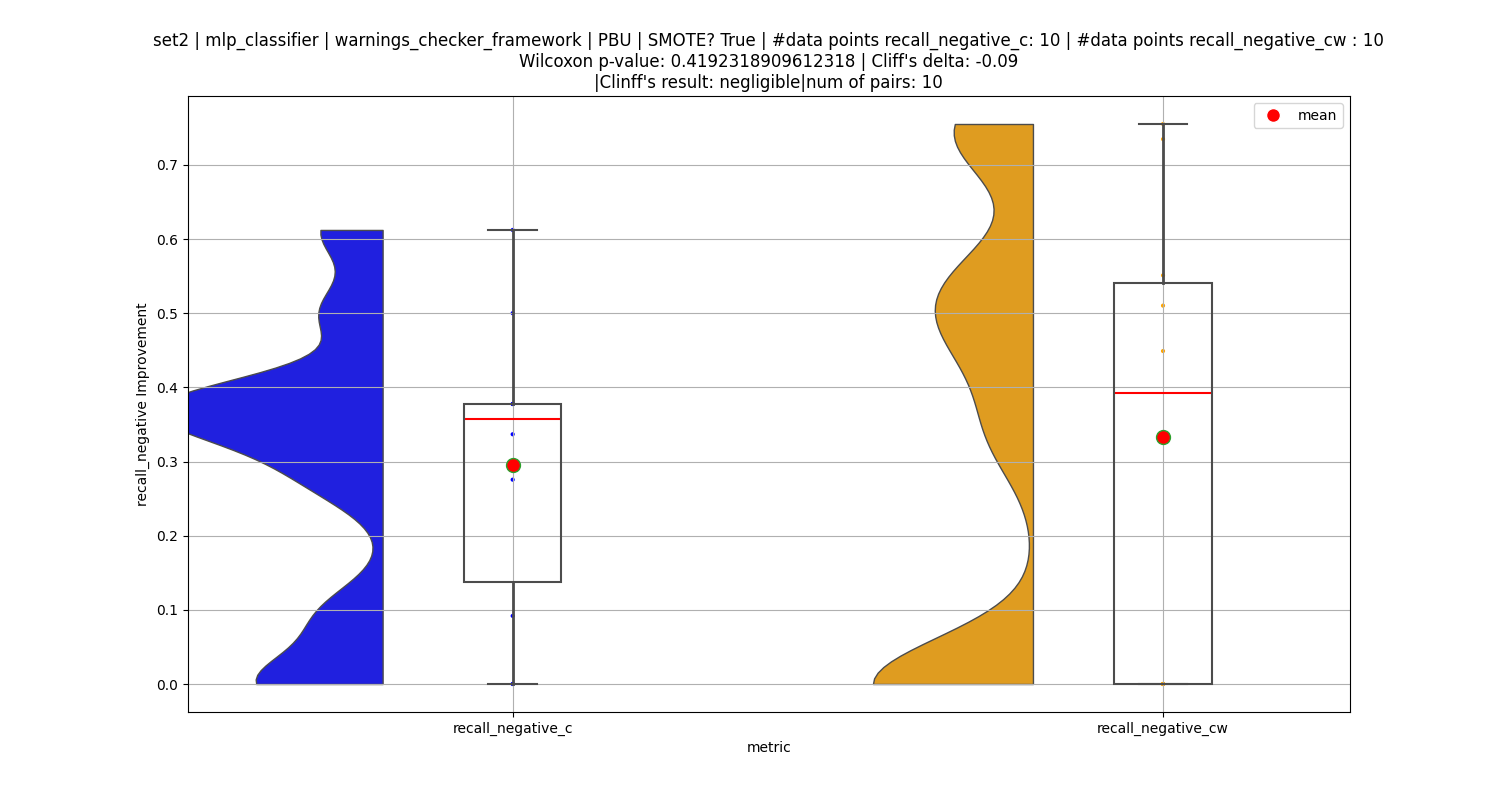 set2 | mlp_classifier | warnings_checker_framework | PBU | SMOTE? True | #data points recall_negative_c: 10 | #data points recall_negative_cw : 10
Wilcoxon p-value: 0.4192318909612318 | Cliff's delta: -0.09
|Clinff's result: negligible|num of pairs: 10
mean
0.7
0.6
0.5
0.4
0.3
0.2
0.1
0.0
recall_negative Improvement
recall_negative_c
recall_negative_cw
metric